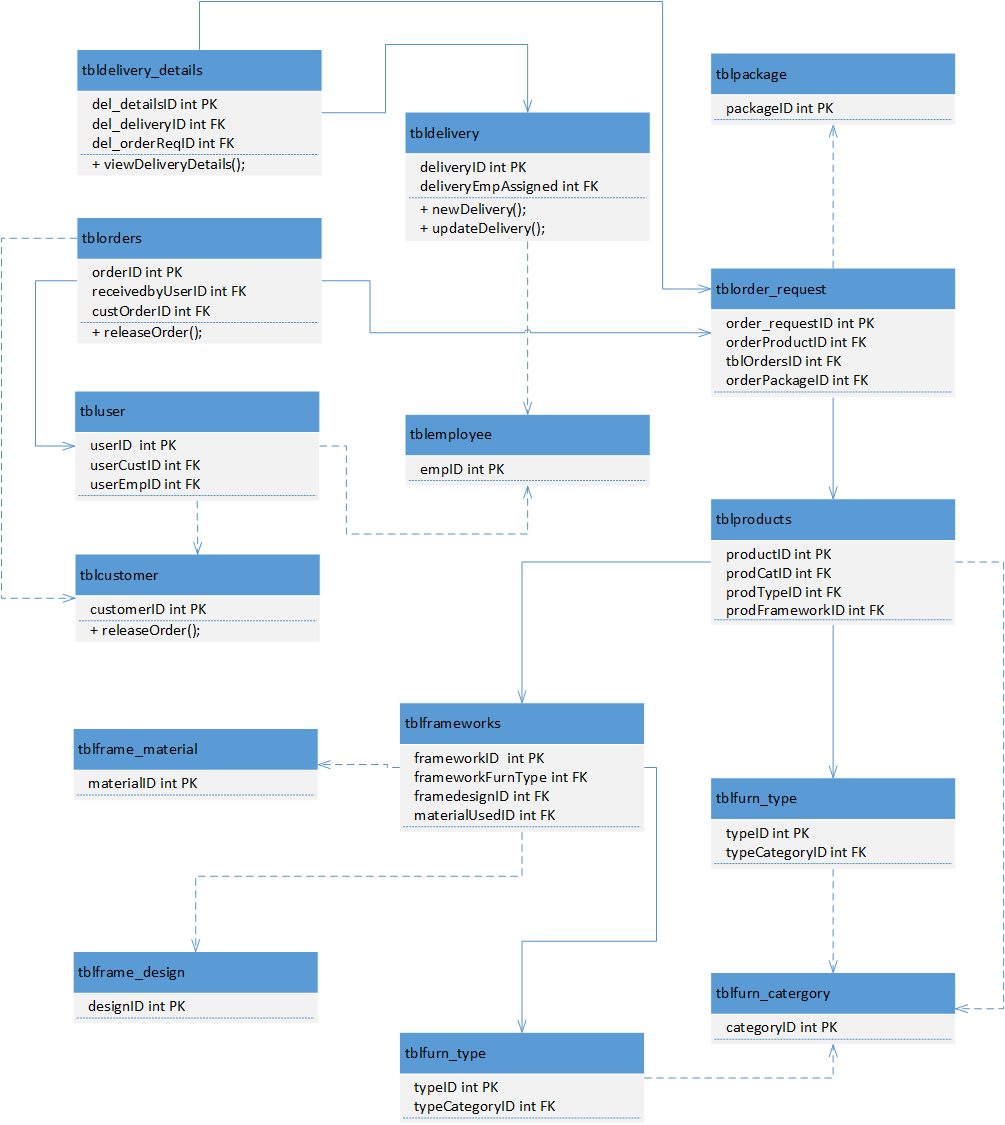 tbldelivery_details
del_detailsID int PK
del_deliveryID int FK
del_orderReqID int FK
+ viewDeliveryDetails();
tbldelivery
deliveryID int PK
deliveryEmpAssigned int FK
+ newDelivery();
+ updateDelivery();
tblpackage
packageID int PK
tblorders
orderID int PK
receivedbyUserID int FK
custOrderID int FK
+ releaseOrder();
tblorder_request
order_requestID int PK
orderProductID int FK
tblOrdersID int FK
orderPackageID int FK
tbluser
userID  int PK
userCustID int FK
userEmpID int FK
tblemployee
empID int PK
tblcustomer
customerID int PK
+ releaseOrder();
tblproducts
productID int PK
prodCatID int FK
prodTypeID int FK
prodFrameworkID int FK
tblframe_material
materialID int PK
tblframeworks
frameworkID  int PK
frameworkFurnType int FK
framedesignID int FK
materialUsedID int FK
tblfurn_type
typeID int PK
typeCategoryID int FK
tblframe_design
designID int PK
tblfurn_catergory
categoryID int PK
tblfurn_type
typeID int PK
typeCategoryID int FK